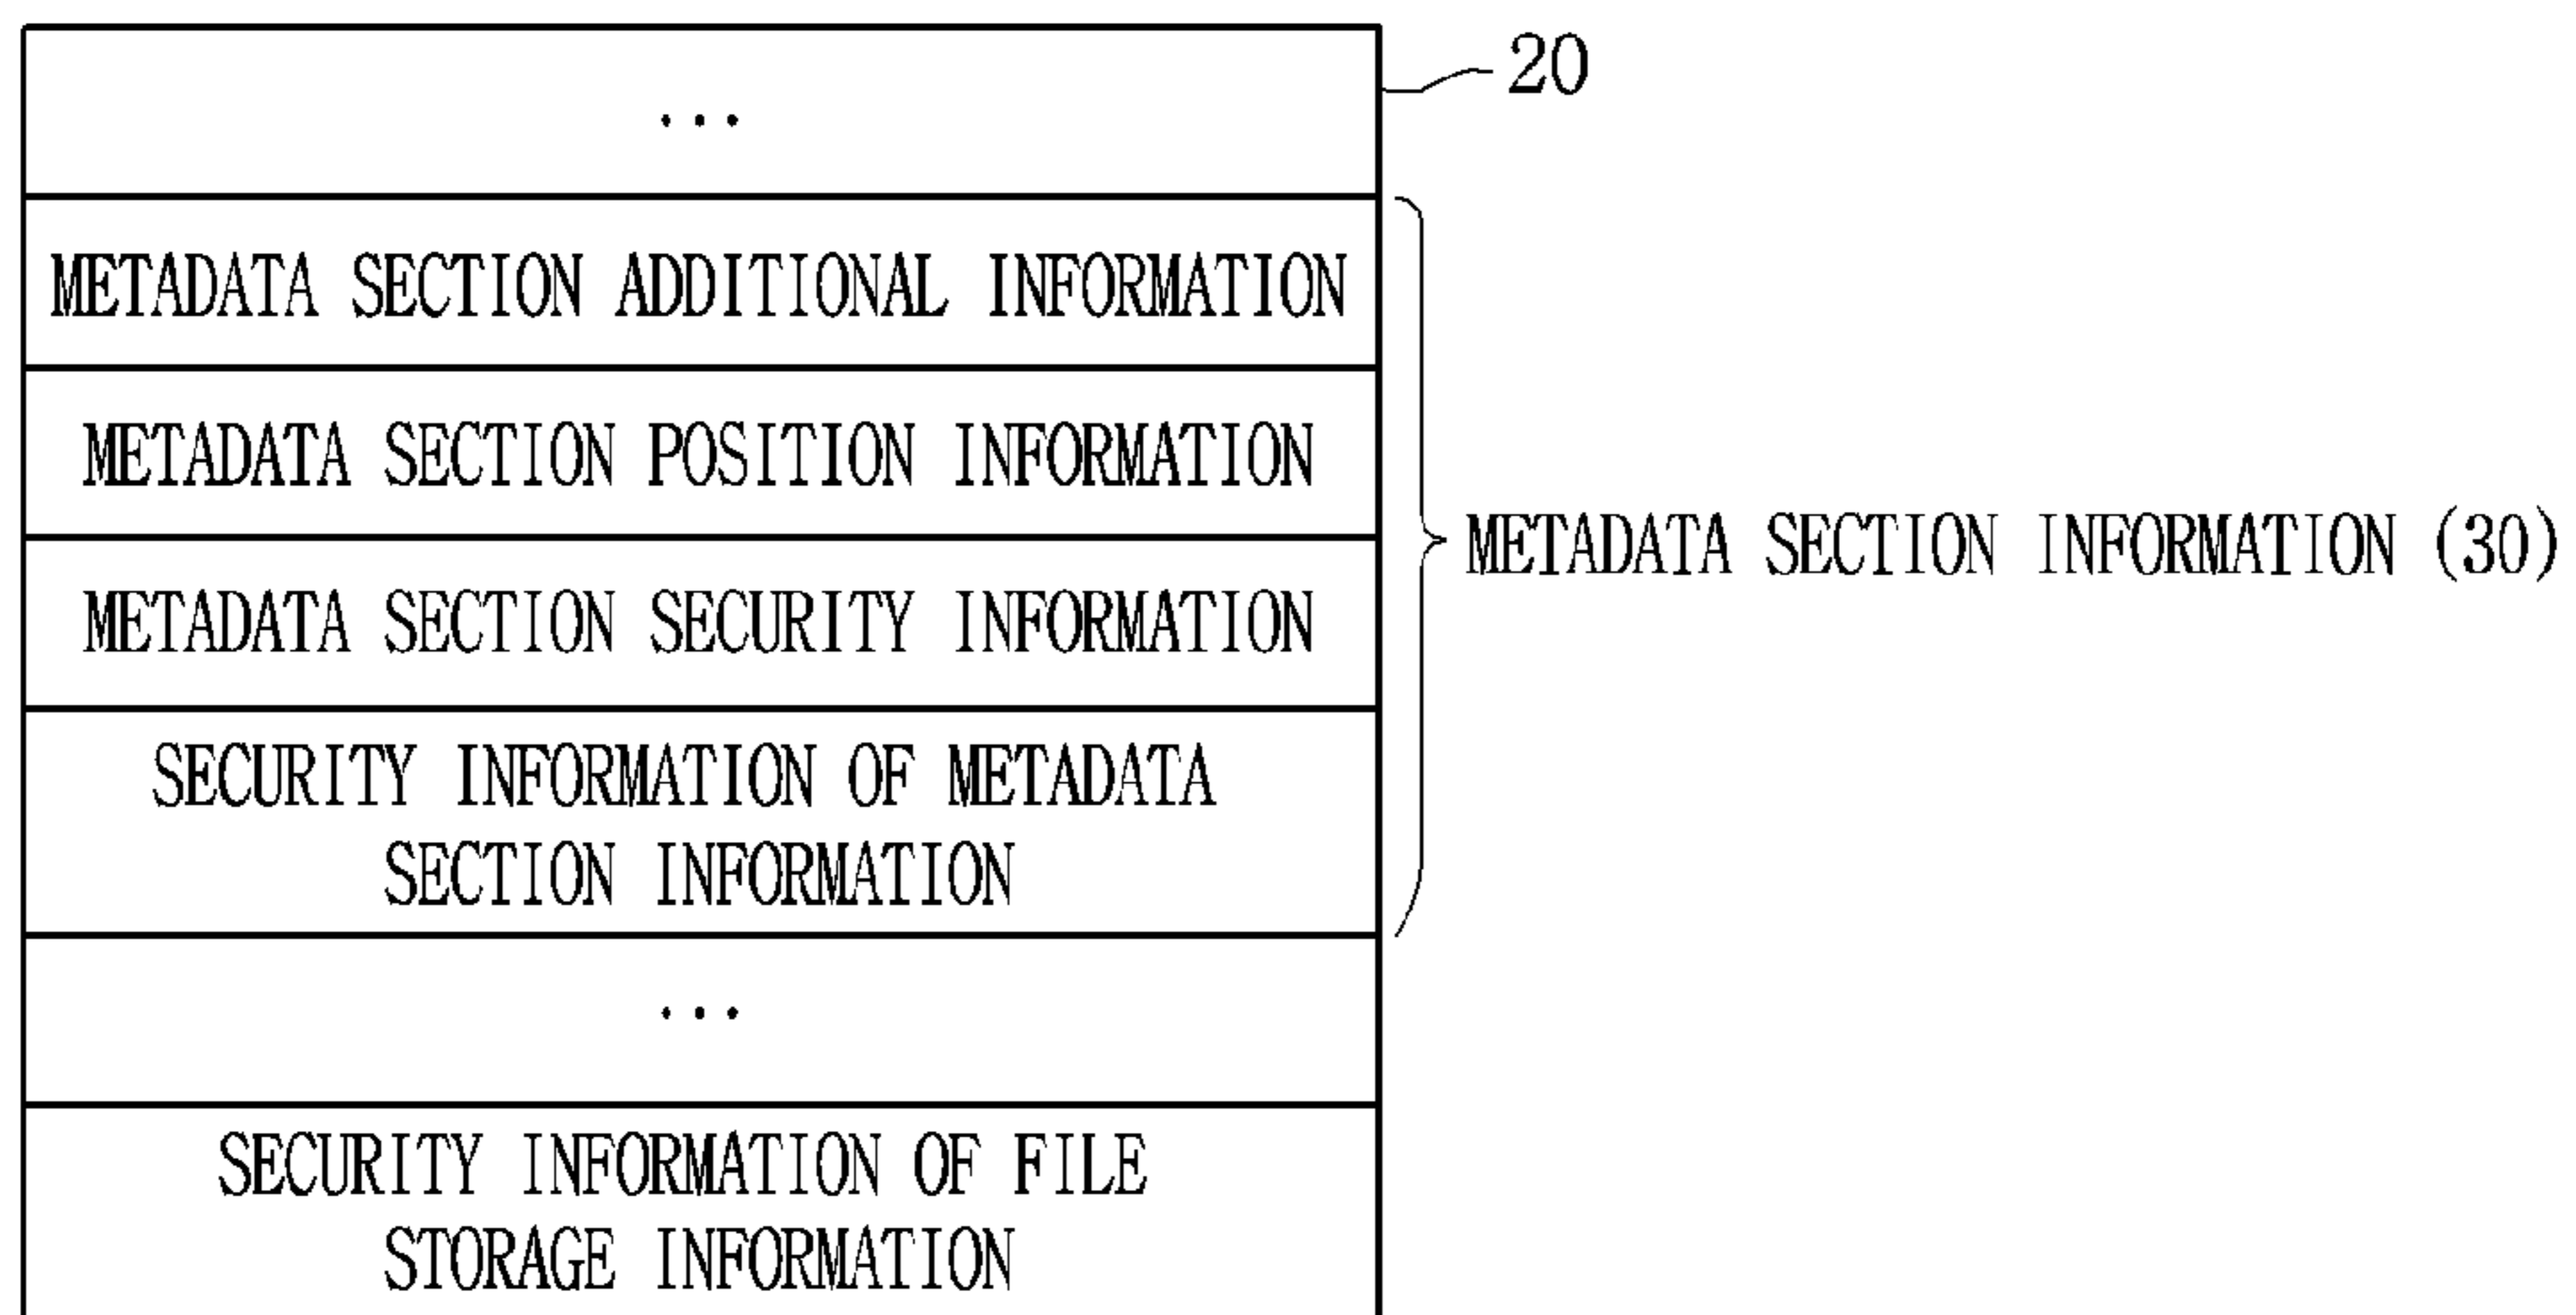 20
...
METADATA SECTION ADDITIONAL INFORMATION
METADATA SECTION POSITION INFORMATION
METADATA SECTION SECURITY INFORMATION
METADATA SECTION INFORMATION (30)
SECURITY INFORMATION OF METADATA
SECTION INFORMATION
...
SECURITY INFORMATION OF FILE
STORAGE INFORMATION